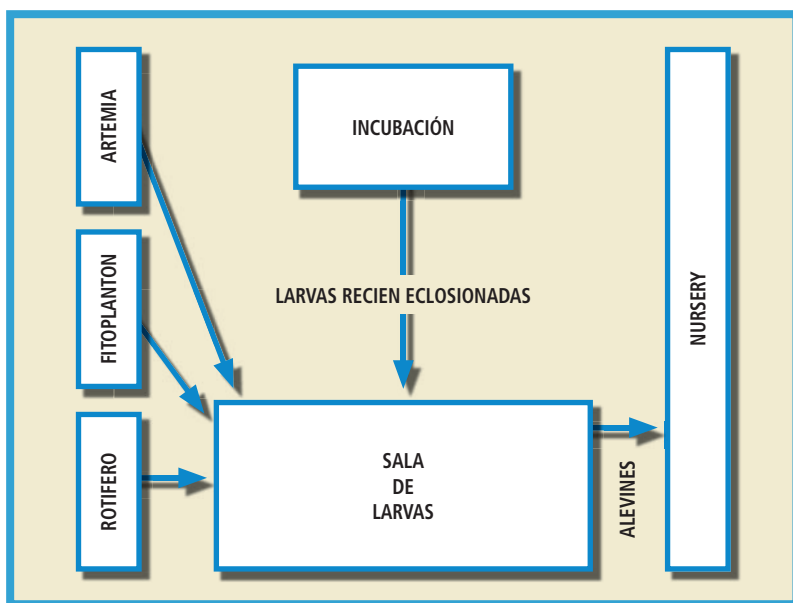 ARTEMIA
INCUBACIÓN
FITOPLANTON
LARVAS RECIEN ECLOSIONADAS
NURSERY
ROTIFERO
SALA
DE
LARVAS
ALEVINES